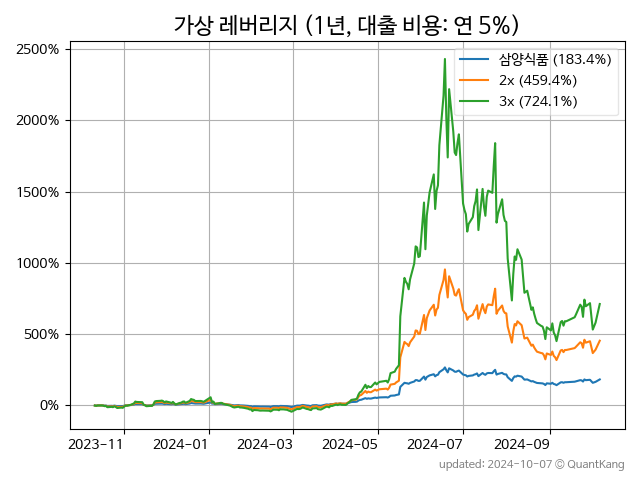 가상 레버리지 (1년, 대출 비용: 연 5%)
2500%
2000%
1500%
1000%
500%
0%
삼양식품 (183.4%)
2x (459.4%)
3x (724.1%)
2023-11
2024-01
2024-03
2024-05
2024-07
2024-09
updated: 2024-10-07 © QuantKang